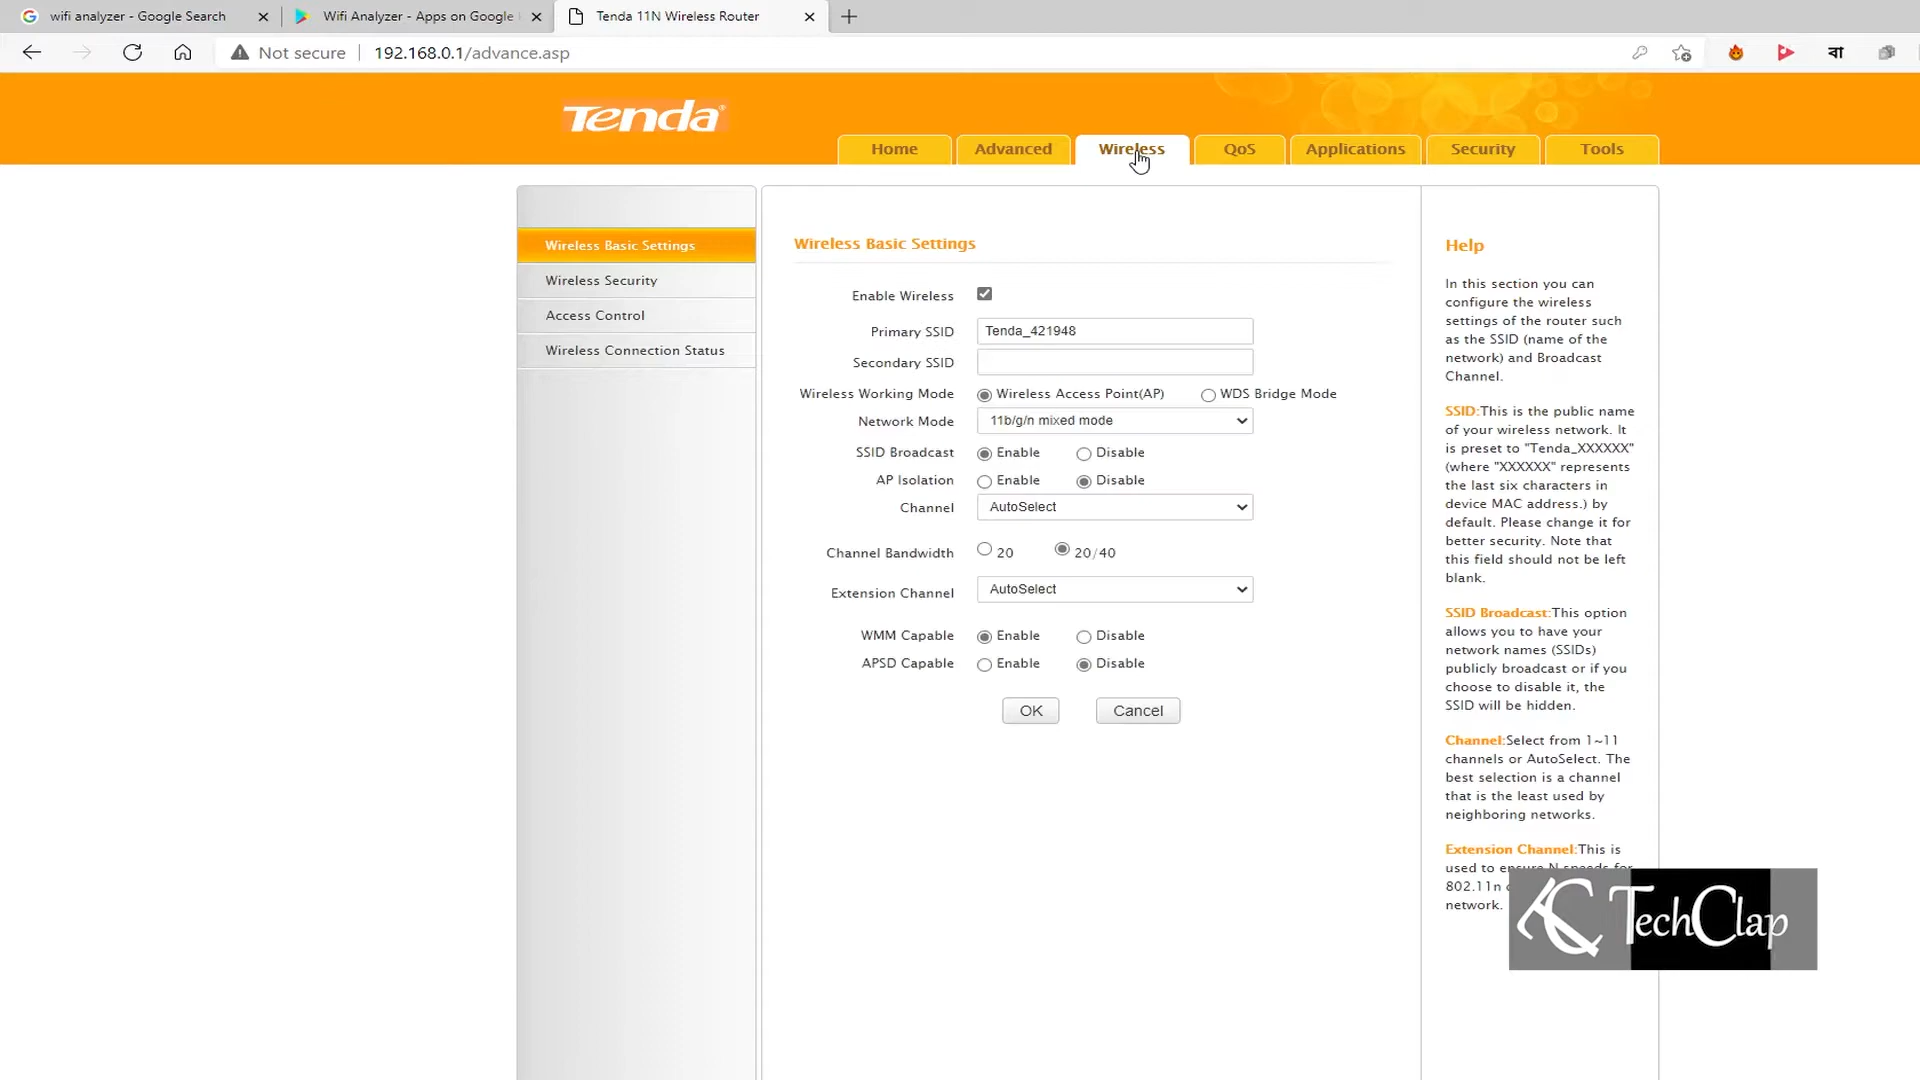 wifi analyzer - Google Search
Wifi Analyzer - Apps on Google
Tenda 11N Wireless Router
Not secure
192.168.0.1/advance.asp
বা
Tenda
Home
Advanced
Wireless
QoS
Applications
Security
Tools
Wireless Basic Settings
Wireless Security
Access Control
Wireless Connection Status
Wireless Basic Settings
Enable Wireless
Primary SSID Tenda_421948
Secondary SSID
Wireless Working Mode Wireless Access Point(AP) WDS Bridge Mode
Network Mode 11b/g/n mixed mode
SSID Broadcast Enable Disable
AP Isolation Enable Disable
Channel AutoSelect
Channel Bandwidth 20 20/40
Extension Channel AutoSelect
WMM Capable Enable Disable
APSD Capable Enable Disable
OK Cancel
Help
In this section you can
configure the wireless
settings of the router such
as the SSID (name of the
network) and Broadcast
Channel.
SSID:This is the public name
of your wireless network. It
is preset to "Tenda_XXXXXX"
(where "XXXXXX" represents
the last six characters in
device MAC address.) by
default. Please change it for
better security. Note that
this field should not be left
blank.
SSID Broadcast:This option
allows you to have your
network names (SSIDs)
publicly broadcast or if you
choose to disable it, the
SSID will be hidden.
Channel:Select from 1~11
channels or AutoSelect. The
best selection is a channel
that is the least used by
neighboring networks.
Extension Channel:This is
used to ensure N speeds for
802.11n
network.
TechClap